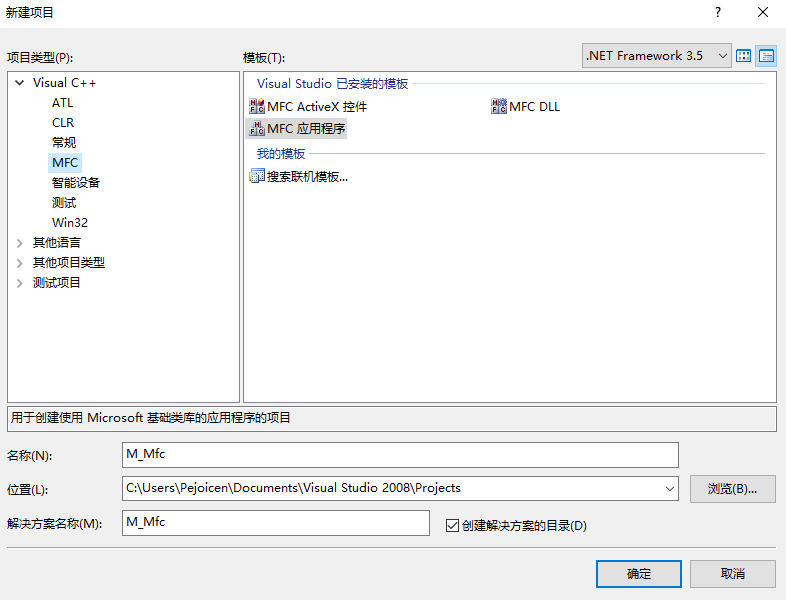 新建项目
项目类型(P):
模板(T):
.NET Framework 3.5
Visual C++
ATL
CLR
常规
MFC
智能设备
测试
Win32
其他语言
其他项目类型
测试项目
Visual Studio 已安装的模板
MFC ActiveX 控件
MFC DLL
MFC 应用程序
我的模板
搜索联机模板...
用于创建使用 Microsoft 基础类库的应用程序的项目
名称(N):
M_Mfc
位置(L):
C:\Users\Pejoicen\Documents\Visual Studio 2008\Projects
浏览(B)...
解决方案名称(M):
M_Mfc
创建解决方案的目录(D)
确定
取消